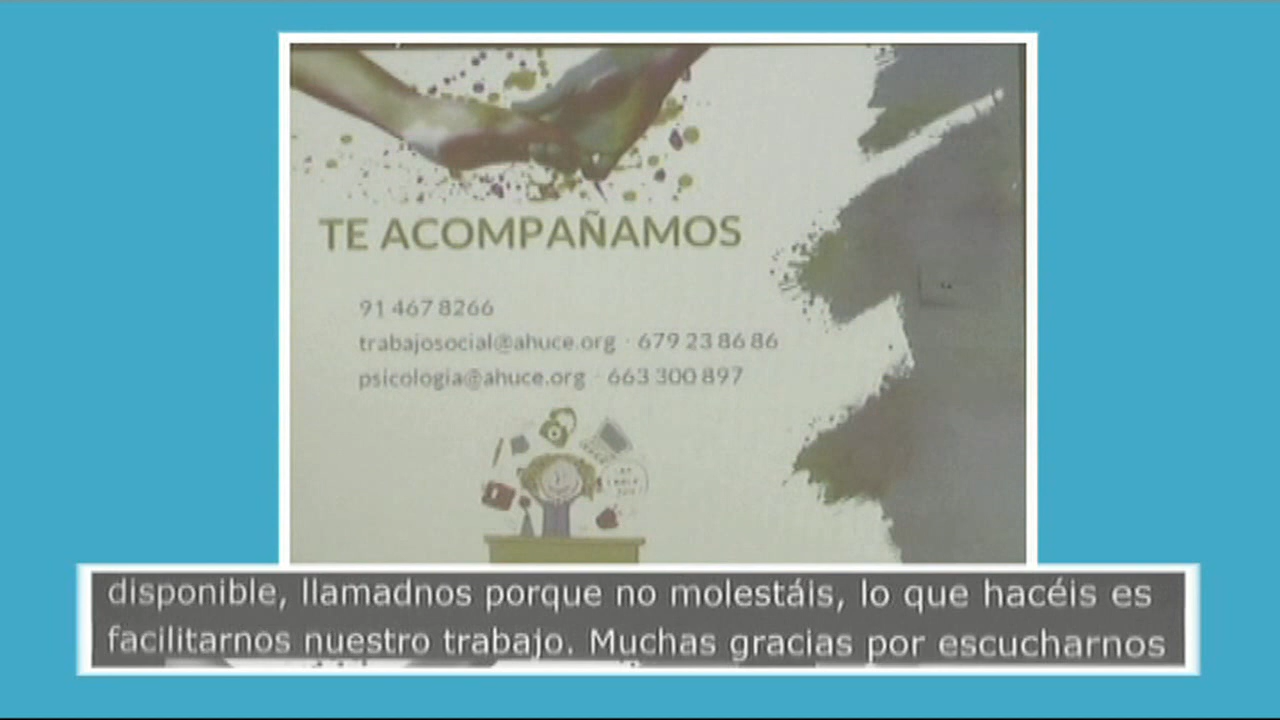 TE ACOMPAÑAMOS
91 467 8266
trabajosocial@ahuce.org · 679 23 86 86
psicologia@ahuce.org · 663 300 897
disponible, llamadnos porque no molestáis, lo que hacéis es
facilitarnos nuestro trabajo. Muchas gracias por escucharnos